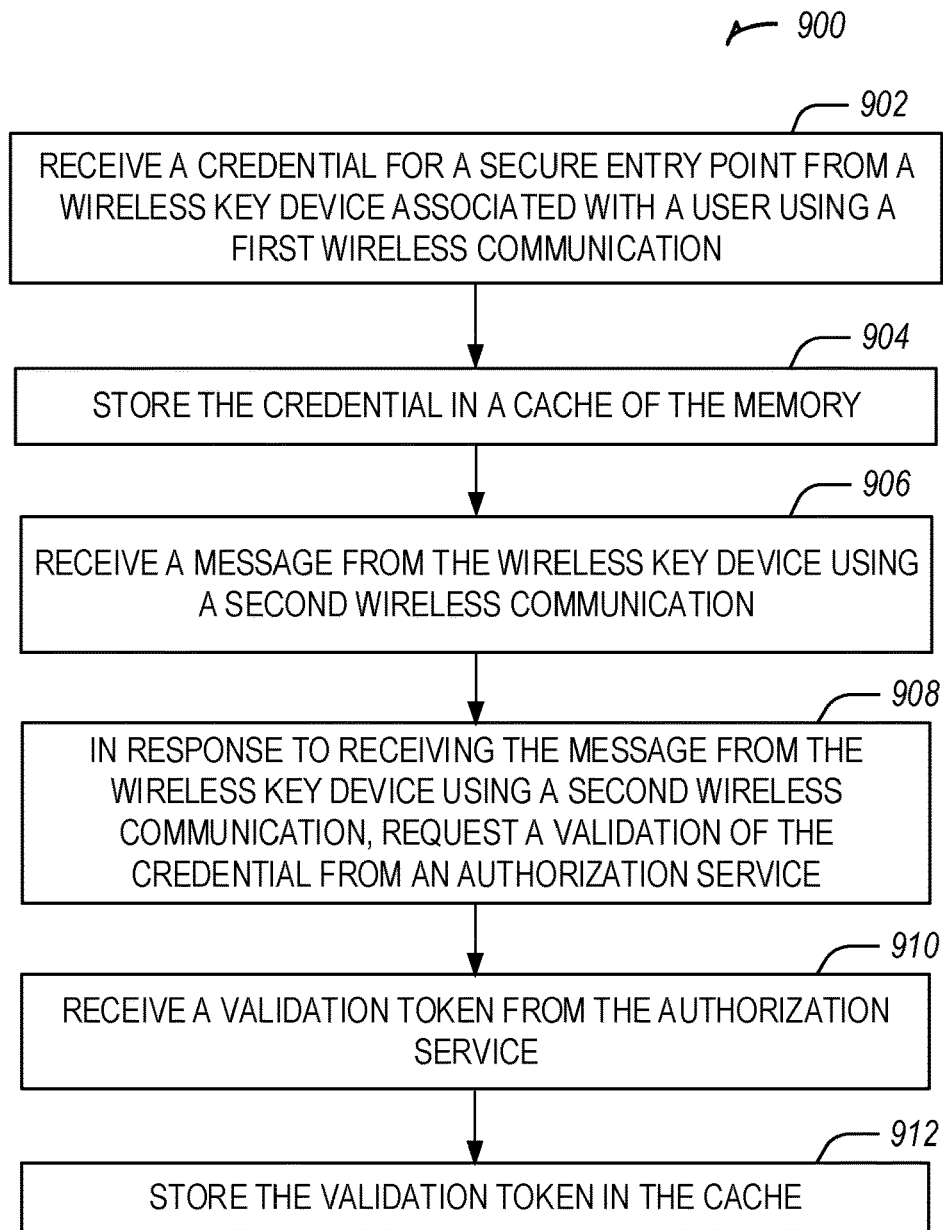 900
902
RECEIVE A CREDENTIAL FOR A SECURE ENTRY POINT FROM A
WIRELESS KEY DEVICE ASSOCIATED WITH A USER USING A
FIRST WIRELESS COMMUNICATION
904
STORE THE CREDENTIAL IN A CACHE OF THE MEMORY
906
RECEIVE A MESSAGE FROM THE WIRELESS KEY DEVICE USING
A SECOND WIRELESS COMMUNICATION
908
IN RESPONSE TO RECEIVING THE MESSAGE FROM THE
WIRELESS KEY DEVICE USING A SECOND WIRELESS
COMMUNICATION, REQUEST A VALIDATION OF THE
CREDENTIAL FROM AN AUTHORIZATION SERVICE
910
RECEIVE A VALIDATION TOKEN FROM THE AUTHORIZATION
SERVICE
912
STORE THE VALIDATION TOKEN IN THE CACHE